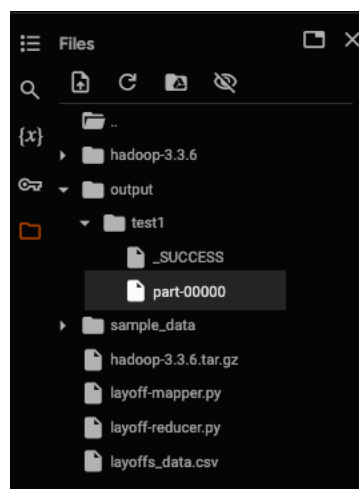 Files
..
{x}
hadoop-3.3.6
output
test1
_SUCCESS
part-00000
sample_data
hadoop-3.3.6.tar.gz
layoff-mapper.py
layoff-reducer.py
layoffs_data.csv